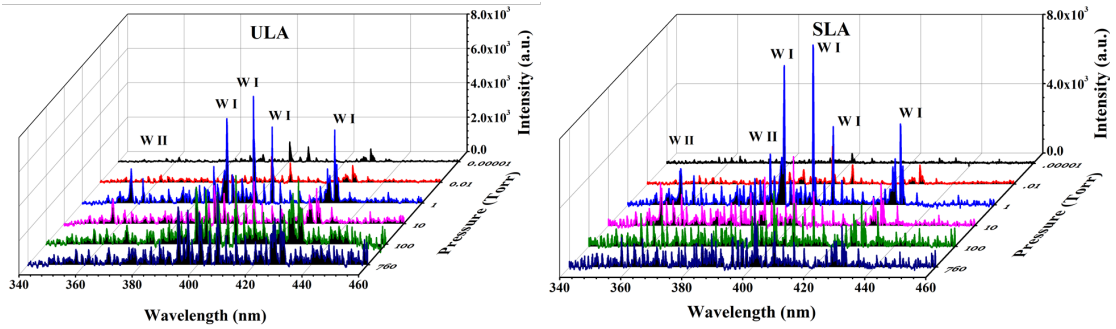 ULA
W II
W I
W I
W I
W I
8.0x10³
6.0x10³
4.0x10³
2.0x10³
0.0
Intensity (a.u.)
0.00001
0.01
1
10
100
760
Pressure (Torr)
340 360 380 400 420 440 460
Wavelength (nm)
SLA
W II
W II
W I
W I
W I
W I
8.0x10³
4.0x10³
0.0
Intensity (a.u.)
.00001
.01
1
10
100
760
Pressure (Torr)
340 360 380 400 420 440 460
Wavelength (nm)